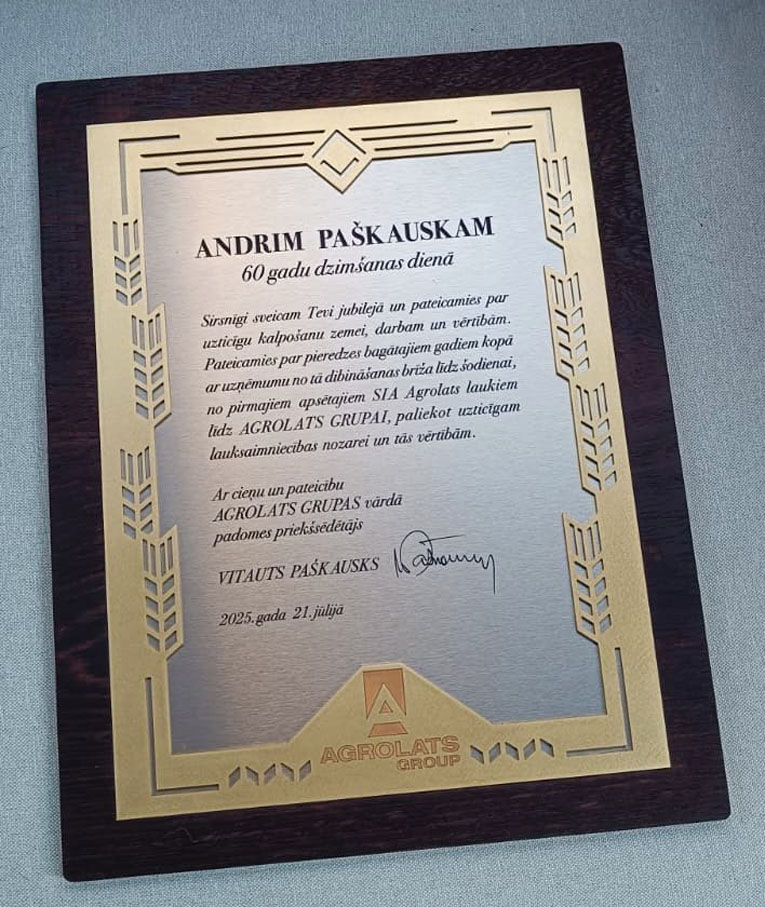 ANDRIM PAŠKAUSKAM
60 gadu dzimšanas dienā
Sirsnīgi sveicam Tevi jubilejā un pateicamies par
uzticīgu kalpošanu zemei, darbam un vērtībām.
Pateicamies par pieredzes bagātajiem gadiem kopā
ar uzņēmumu no tā dibināšanas brīža līdz šodienai,
no pirmajiem apsētajiem SIA Agrolats laukiem
līdz AGROLATS GRUPAI, paliekot uzticīgam
lauksaimniecības nozarei un tās vērtībām.
Ar cieņu un pateicību
AGROLATS GRUPAS vārdā
padomes priekšsēdētājs
VITAUTS PAŠKAUSKS
2025.gada 21.jūlijā
AGROLATS
GROUP